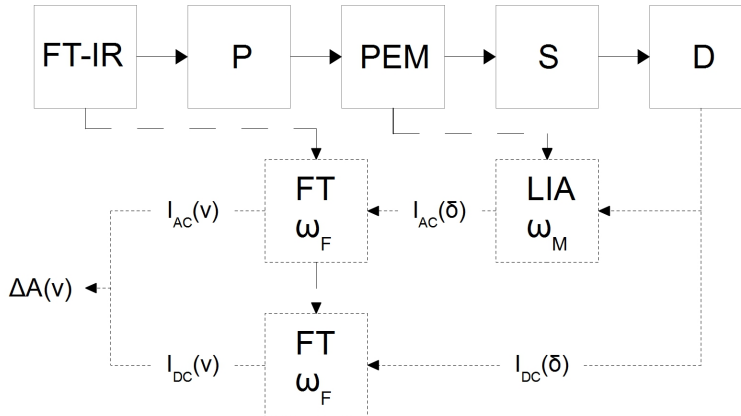 FT-IR
P
PEM
S
D
FT
ω_F
LIA
ω_M
I_AC(ν)
I_AC(δ)
ΔA(ν)
FT
ω_F
I_DC(ν)
I_DC(δ)